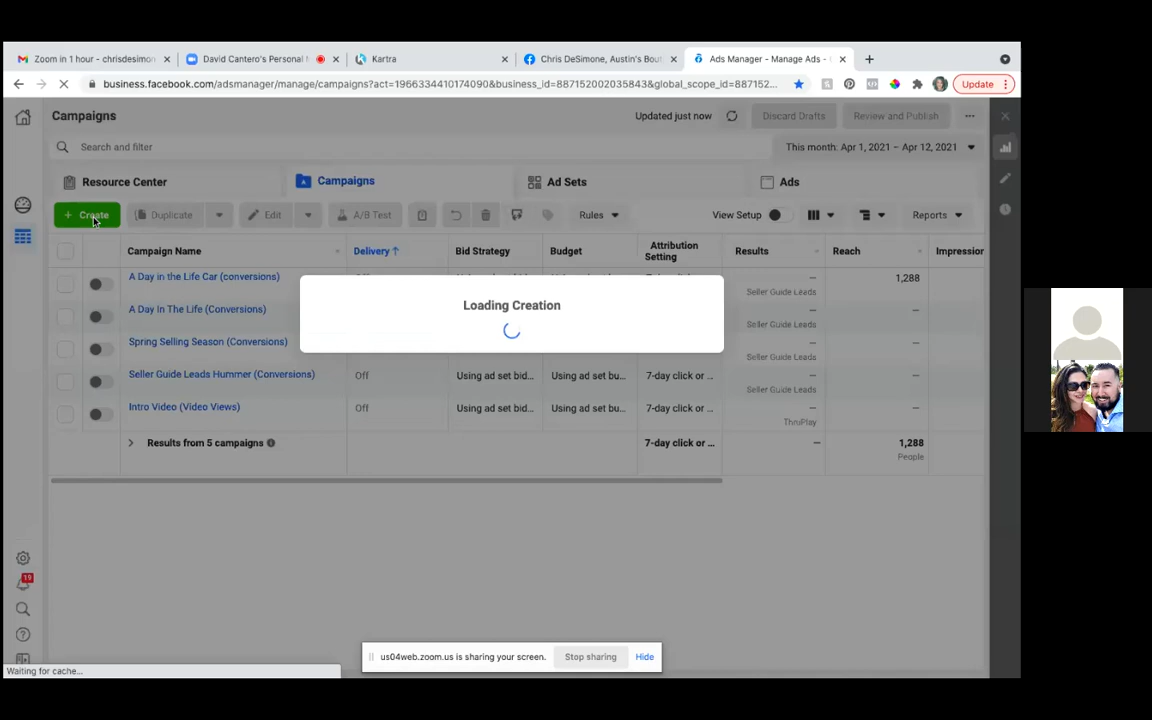 Zoom in 1 hour - chrisdesimon
David Cantero's Personal M
Kartra
Chris DeSimone, Austin's Bout
Ads Manager - Manage Ads -
business.facebook.com/adsmanager/manage/campaigns?act=1966334410174090&business_id=887152002035843&global_scope_id=887152...
Update
Campaigns
Updated just now
Discard Drafts
Review and Publish
Search and filter
This month: Apr 1, 2021 – Apr 12, 2021
Resource Center
Campaigns
Ad Sets
Ads
+ Create
Duplicate
Edit
A/B Test
Rules
View Setup
Reports
Campaign Name
Delivery ↑
Bid Strategy
Budget
Attribution Setting
Results
Reach
Impression
A Day in the Life Car (conversions)
—
1,288
Seller Guide Leads
A Day In The Life (Conversions)
—
—
Seller Guide Leads
Spring Selling Season (Conversions)
—
—
Seller Guide Leads
Seller Guide Leads Hummer (Conversions)
Off
Using ad set bid...
Using ad set bu...
7-day click or ...
—
—
Seller Guide Leads
Intro Video (Video Views)
Off
Using ad set bid...
Using ad set bu...
7-day click or ...
—
—
ThruPlay
Results from 5 campaigns
7-day click or ...
—
1,288
People
Loading Creation
19
us04web.zoom.us is sharing your screen.
Stop sharing
Hide
Waiting for cache...